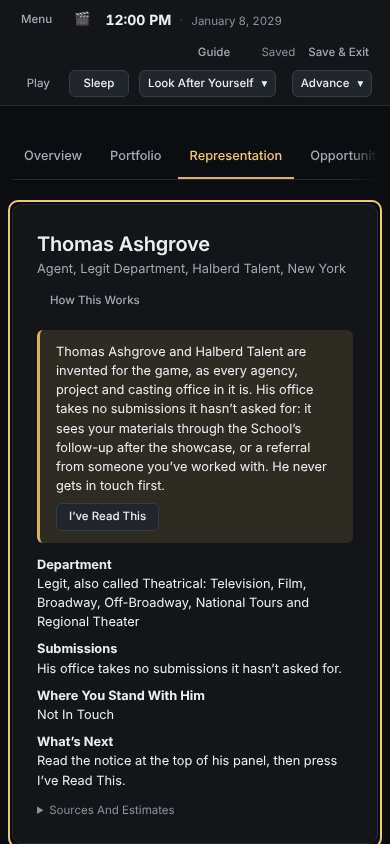 Menu 🎬 12:00 PM · January 8, 2029
Guide Saved Save & Exit
Play Sleep Look After Yourself ▾ Advance ▾
Overview Portfolio Representation Opportunit
Thomas Ashgrove
Agent, Legit Department, Halberd Talent, New York
How This Works
Thomas Ashgrove and Halberd Talent are
invented for the game, as every agency,
project and casting office in it is. His office
takes no submissions it hasn’t asked for: it
sees your materials through the School’s
follow-up after the showcase, or a referral
from someone you’ve worked with. He never
gets in touch first.
I’ve Read This
Department
Legit, also called Theatrical: Television, Film,
Broadway, Off-Broadway, National Tours and
Regional Theater
Submissions
His office takes no submissions it hasn’t asked for.
Where You Stand With Him
Not In Touch
What’s Next
Read the notice at the top of his panel, then press
I’ve Read This.
▶ Sources And Estimates